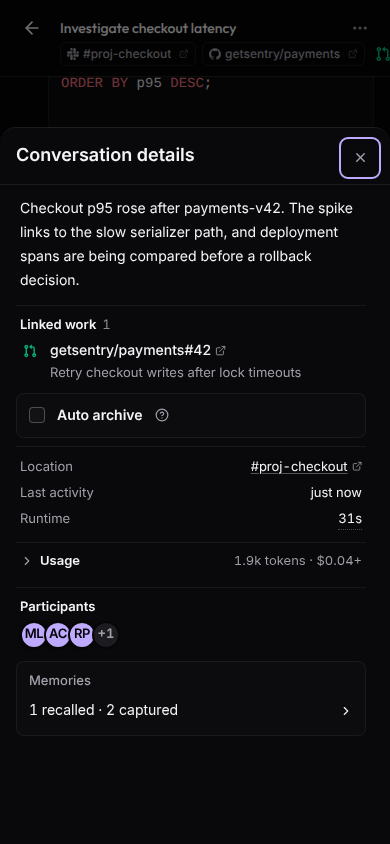 Investigate checkout latency
#proj-checkout
getsentry/payments
ORDER BY p95 DESC;
Conversation details
Checkout p95 rose after payments-v42. The spike
links to the slow serializer path, and deployment
spans are being compared before a rollback
decision.
Linked work 1
getsentry/payments#42
Retry checkout writes after lock timeouts
Auto archive
Location #proj-checkout
Last activity just now
Runtime 31s
Usage 1.9k tokens · $0.04+
Participants
ML AC RP +1
Memories
1 recalled · 2 captured